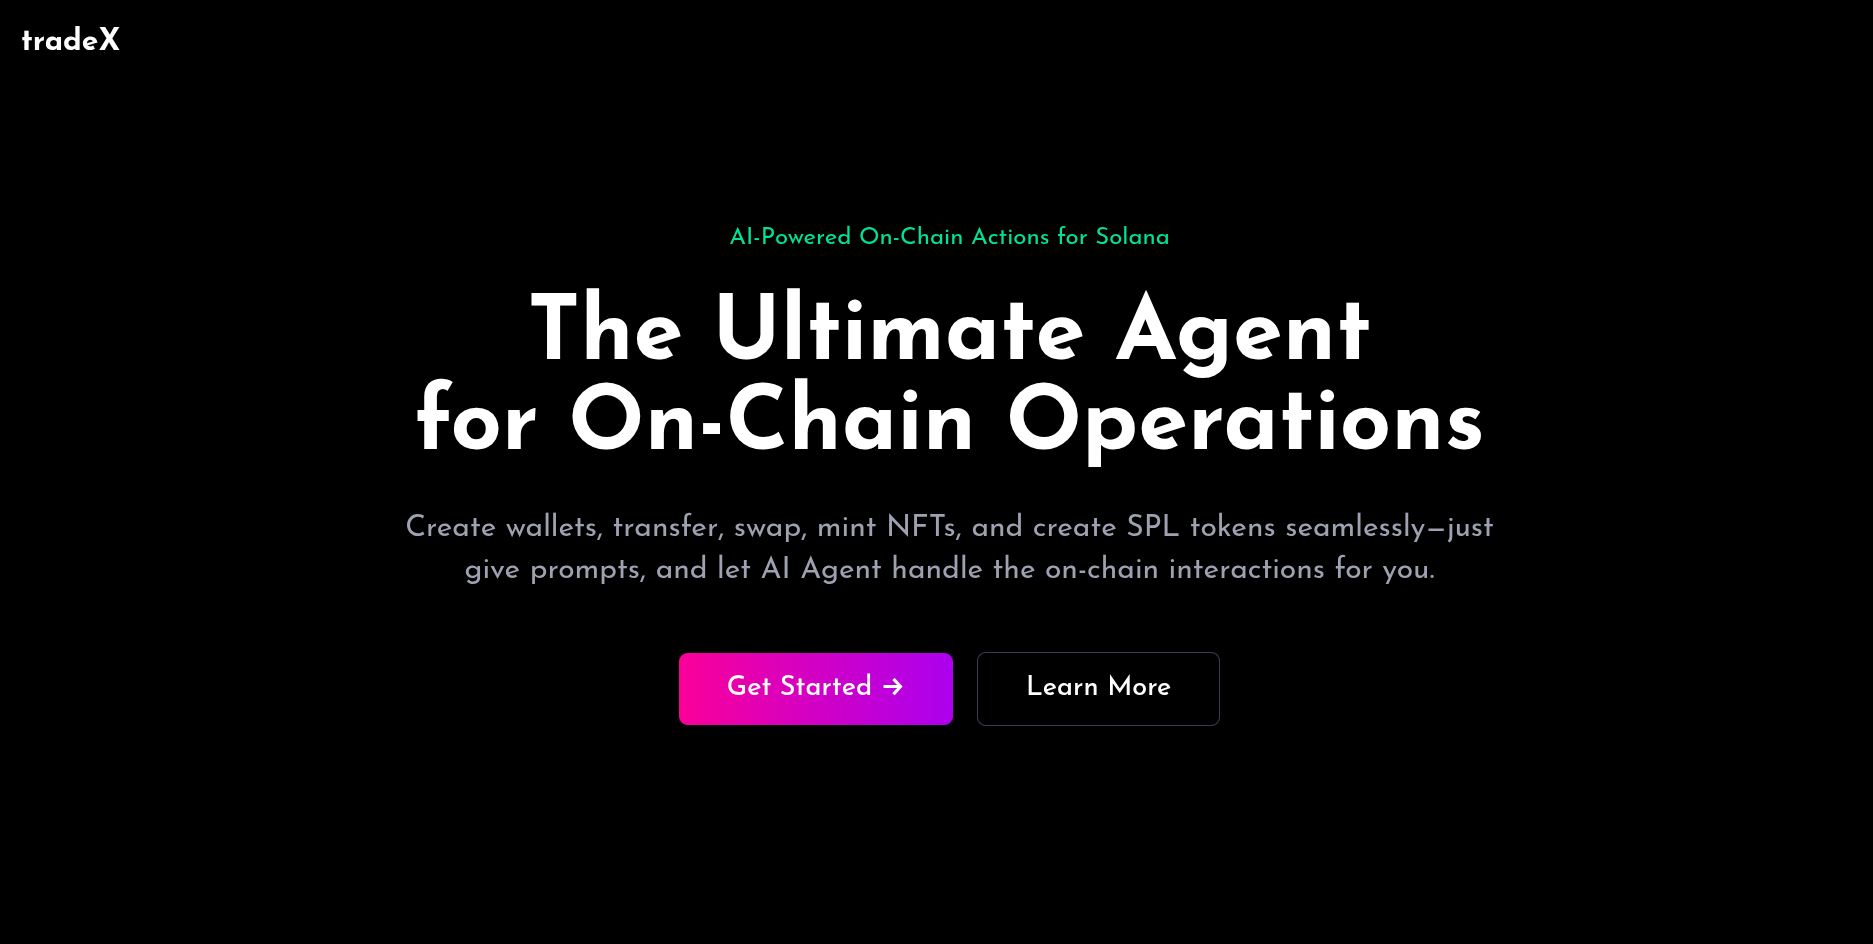 tradeX
AI-Powered On-Chain Actions for Solana
The Ultimate Agent
for On-Chain Operations
Create wallets, transfer, swap, mint NFTs, and create SPL tokens seamlessly—just
give prompts, and let AI Agent handle the on-chain interactions for you.
Get Started →
Learn More